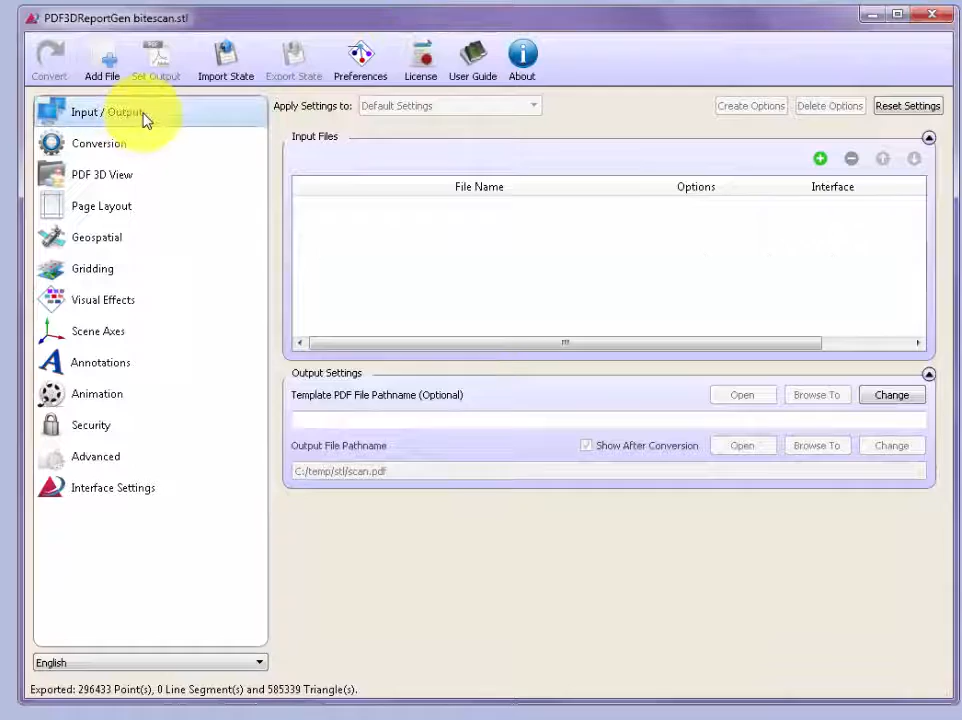 PDF3DReportGen bitescan.stl
Convert Add File Set Output Import State Export State Preferences License User Guide About
Input / Output
Conversion
PDF 3D View
Page Layout
Geospatial
Gridding
Visual Effects
Scene Axes
Annotations
Animation
Security
Advanced
Interface Settings
English
Apply Settings to: Default Settings Create Options Delete Options Reset Settings
Input Files
File Name Options Interface
Output Settings
Template PDF File Pathname (Optional) Open Browse To Change
Output File Pathname Show After Conversion Open Browse To Change
C:/temp/stl/scan.pdf
Exported: 296433 Point(s), 0 Line Segment(s) and 585339 Triangle(s).